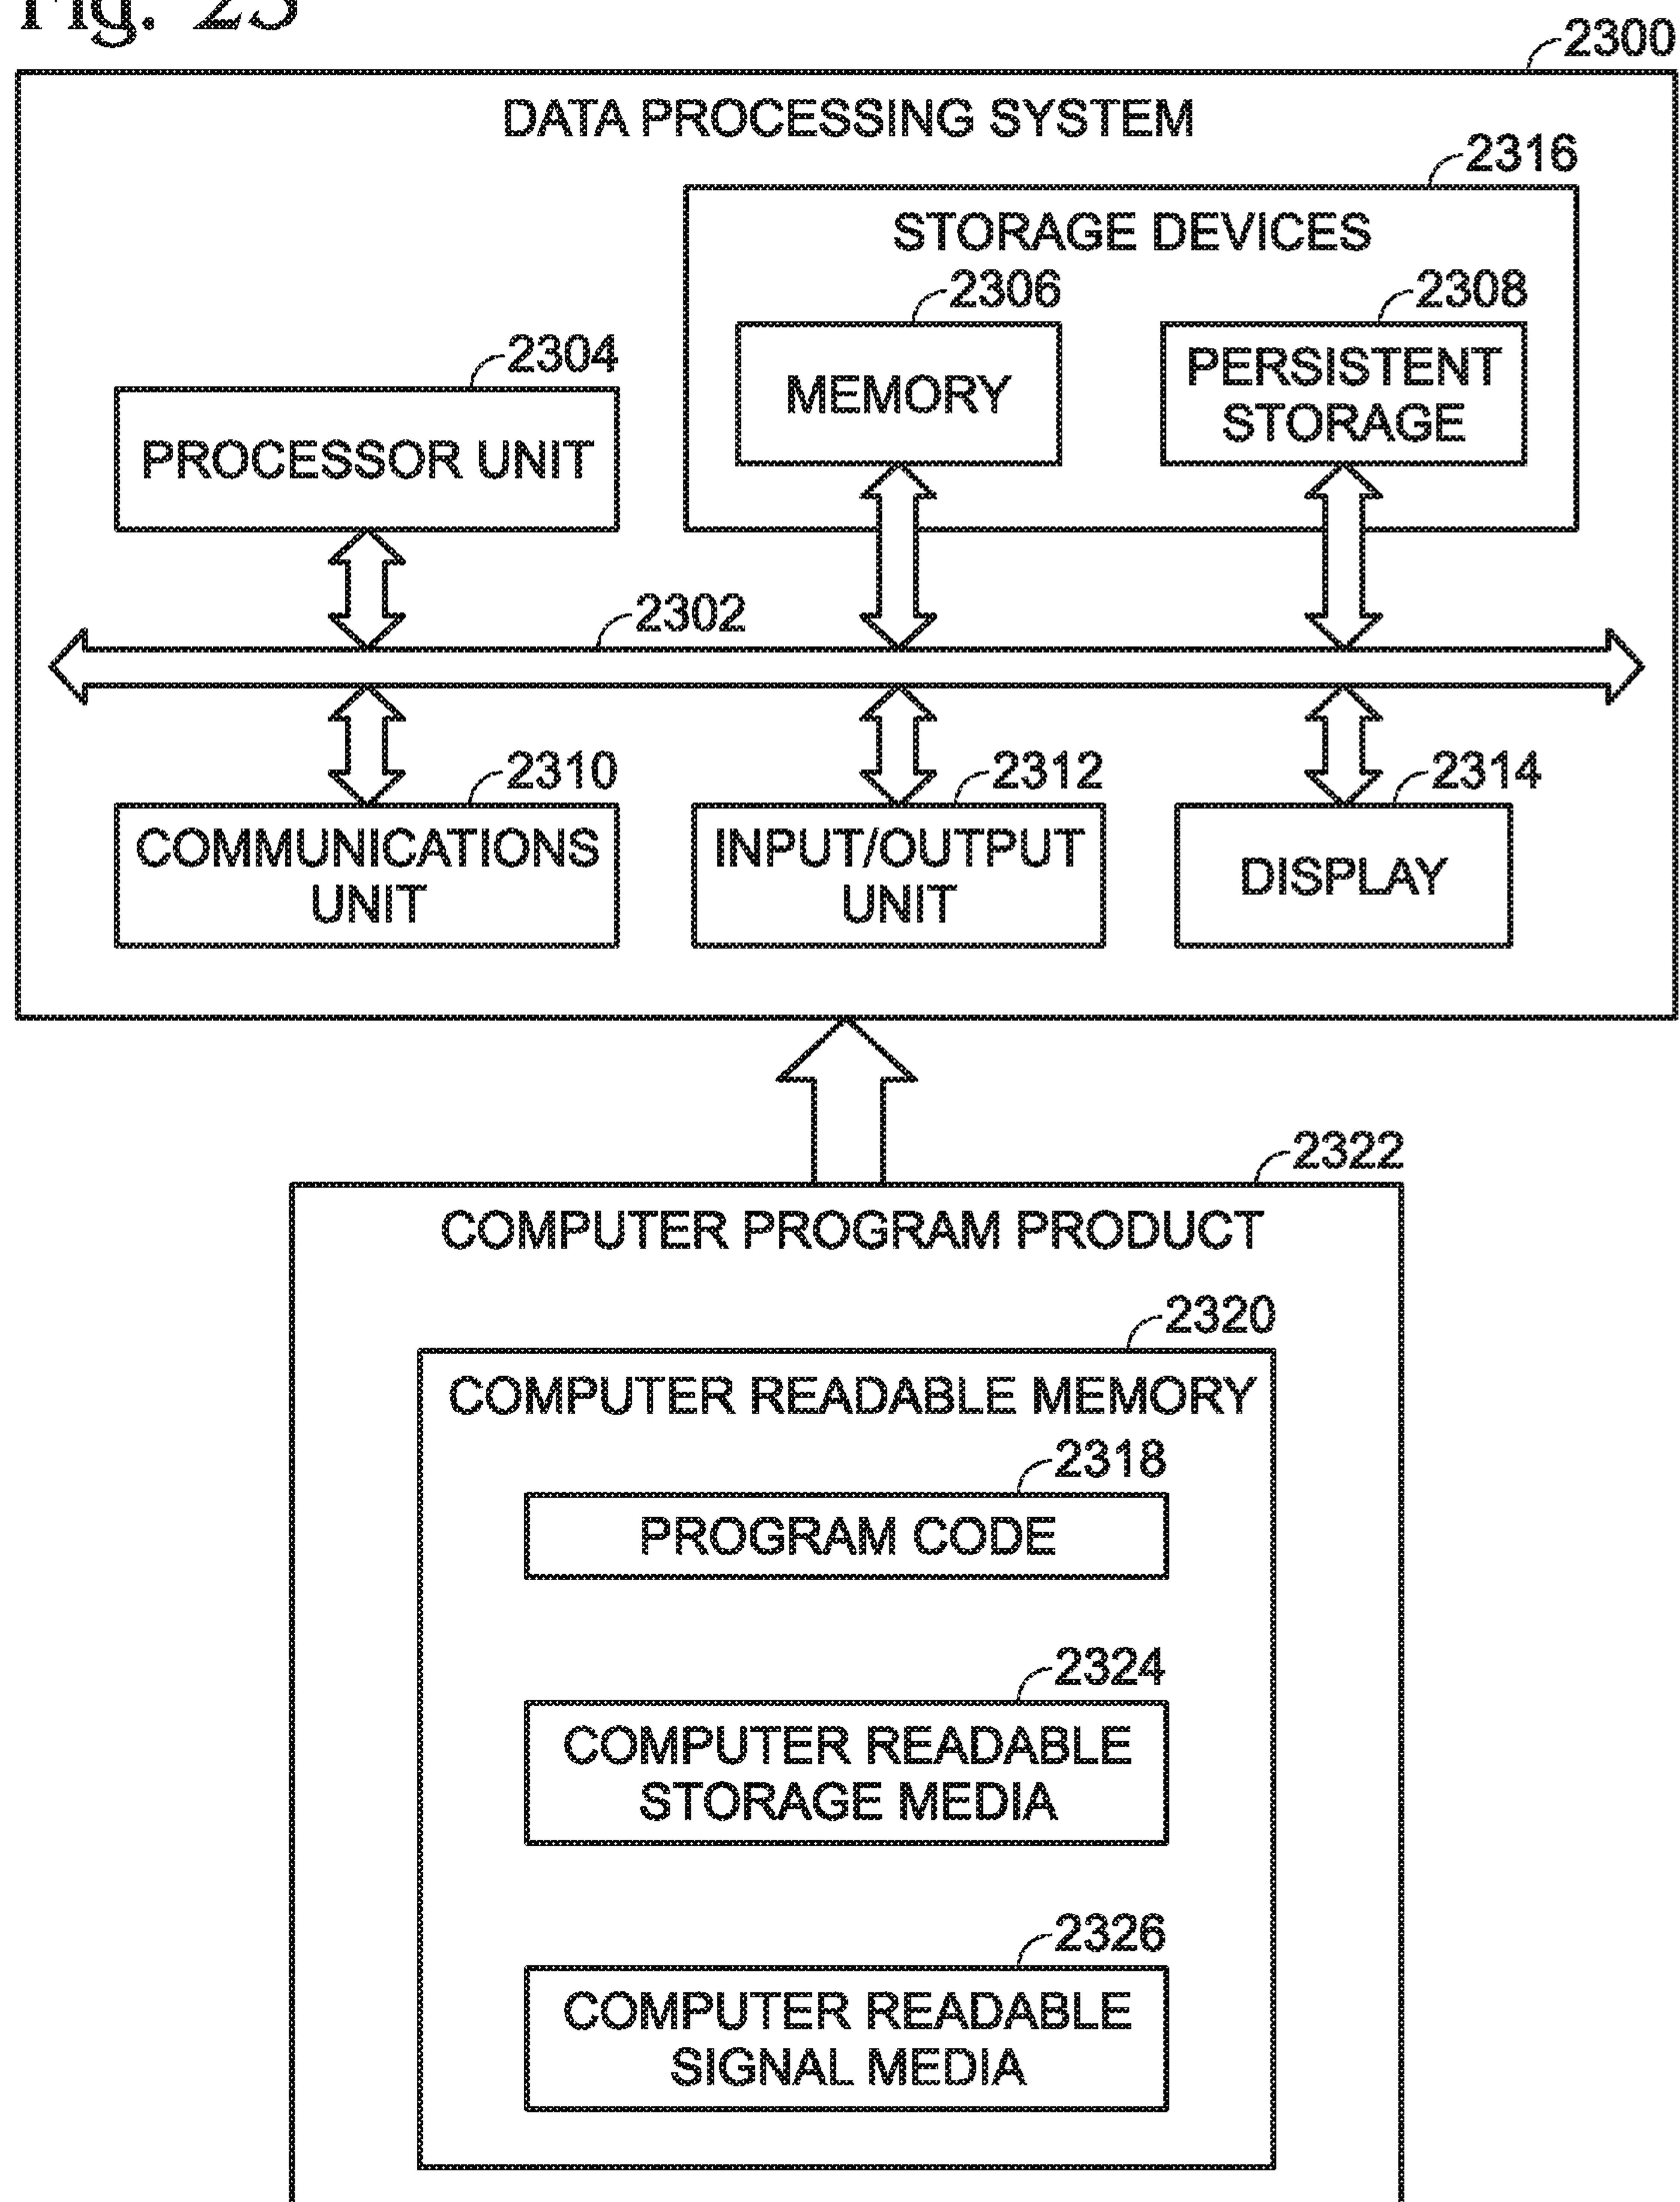 Fig. 23
2300
DATA PROCESSING SYSTEM
2316
STORAGE DEVICES
2306
2308
MEMORY
PERSISTENT
STORAGE
2304
PROCESSOR UNIT
2302
2310
2312
2314
COMMUNICATIONS
UNIT
INPUT/OUTPUT
UNIT
DISPLAY
2322
COMPUTER PROGRAM PRODUCT
2320
COMPUTER READABLE MEMORY
2318
PROGRAM CODE
2324
COMPUTER READABLE
STORAGE MEDIA
2326
COMPUTER READABLE
SIGNAL MEDIA